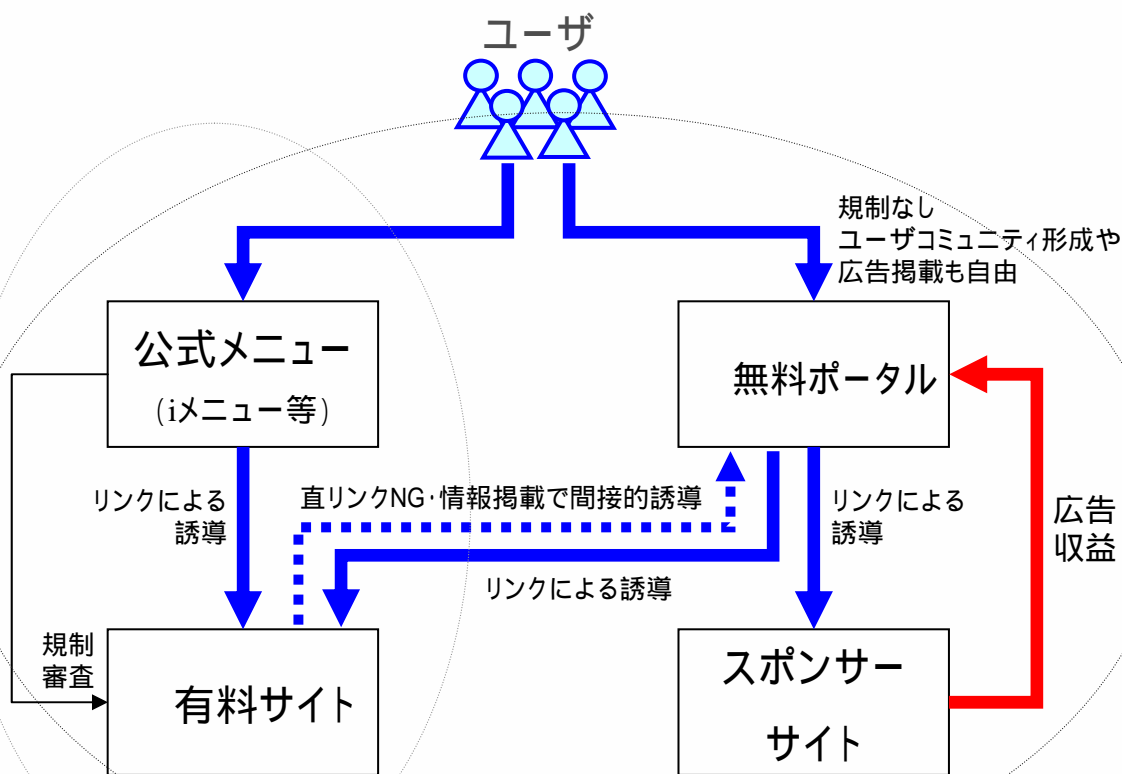 ユーザ
規制なし
ユーザコミュニティ形成や
広告掲載も自由
公式メニュー
(iメニュー等)
無料ポータル
リンクによる
誘導
直リンクNG･情報掲載で間接的誘導
リンクによる
誘導
広告
収益
リンクによる誘導
規制
審査
有料サイト
スポンサー
サイト